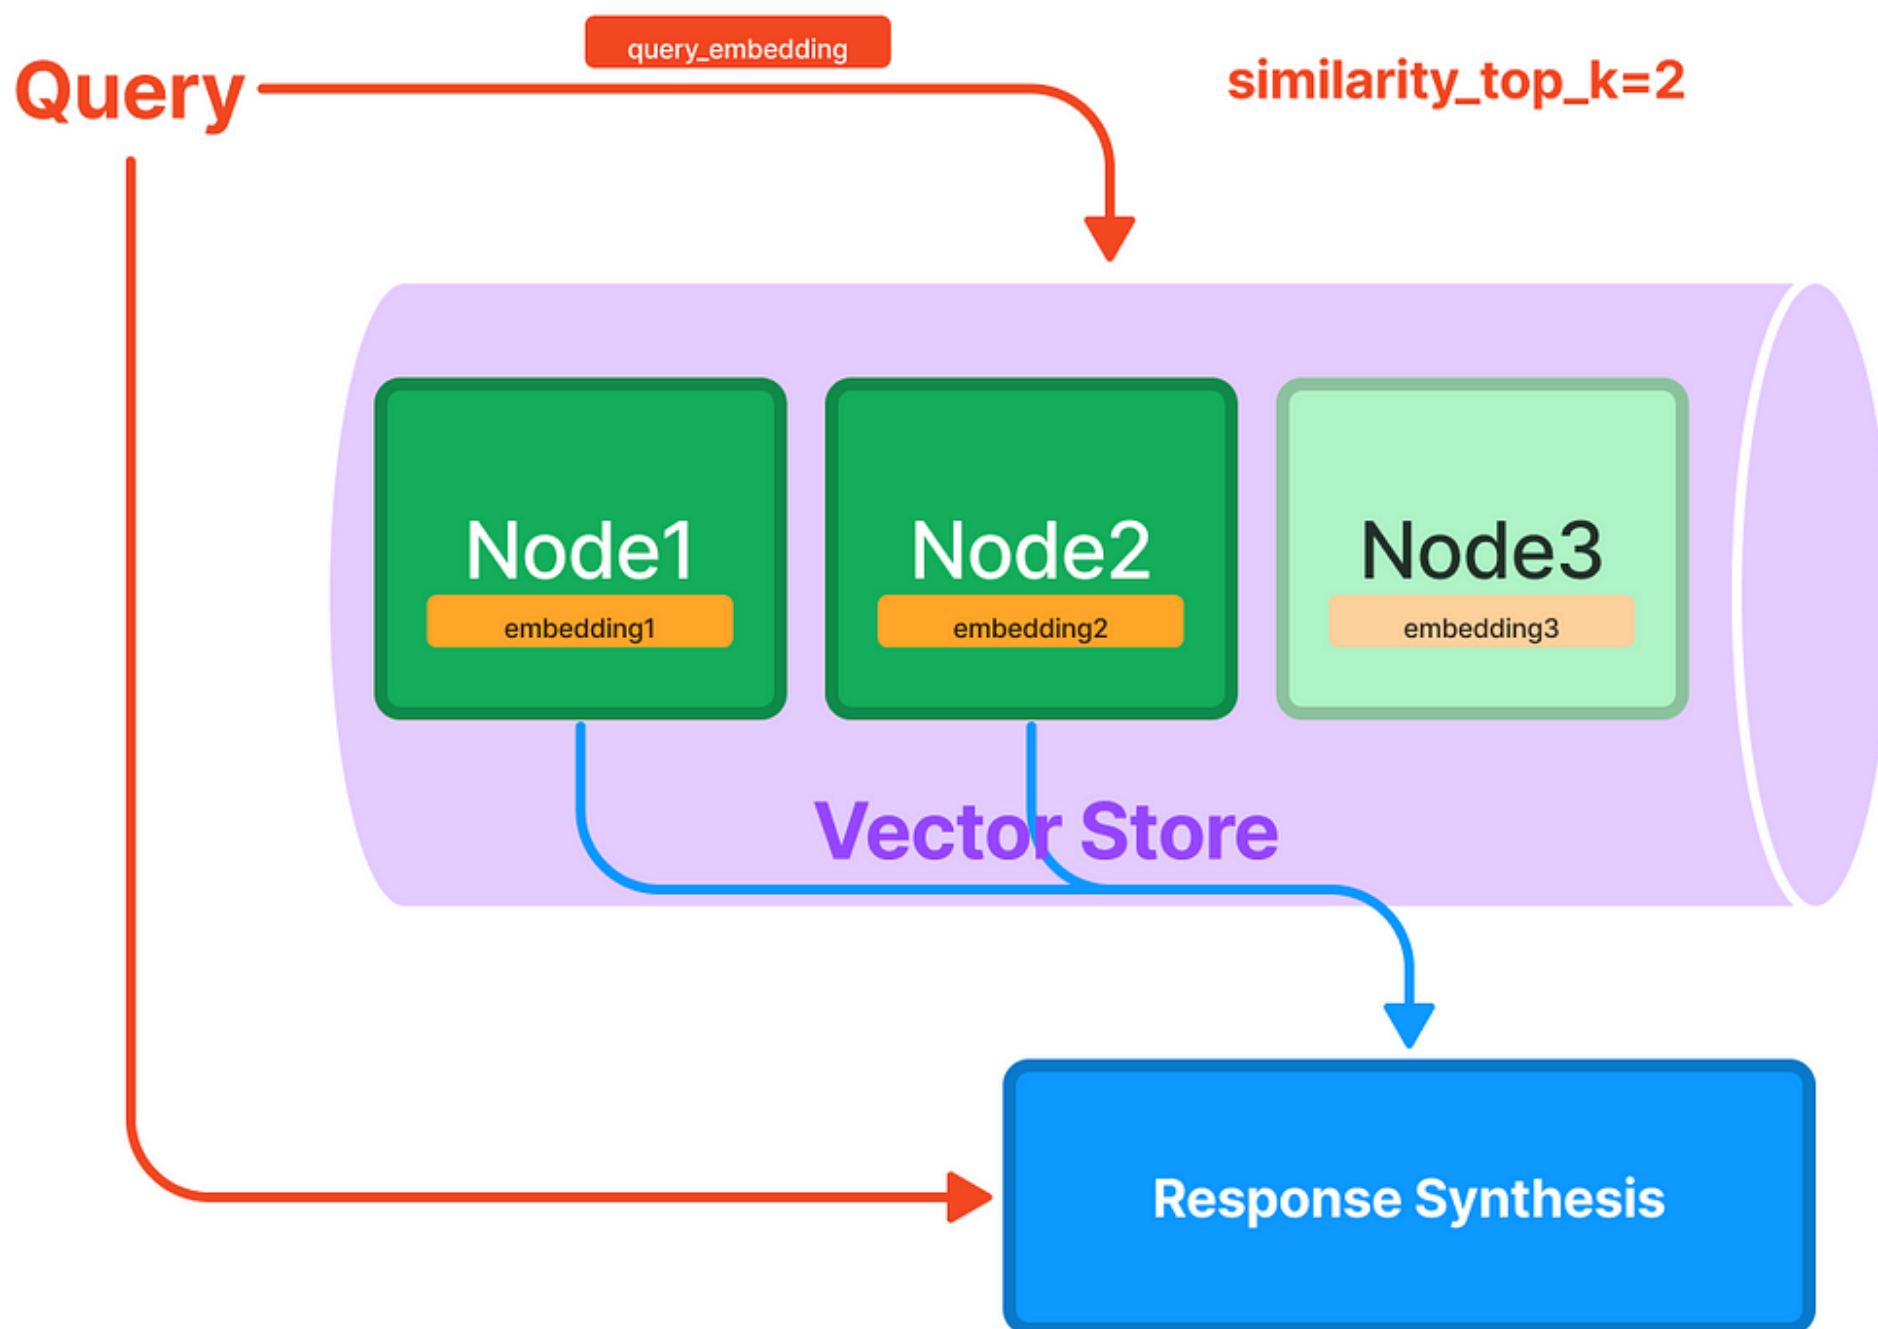 query_embedding
Query
similarity_top_k=2
Node1
Node2
Node3
embedding1
embedding2
embedding3
Vector Store
Response Synthesis